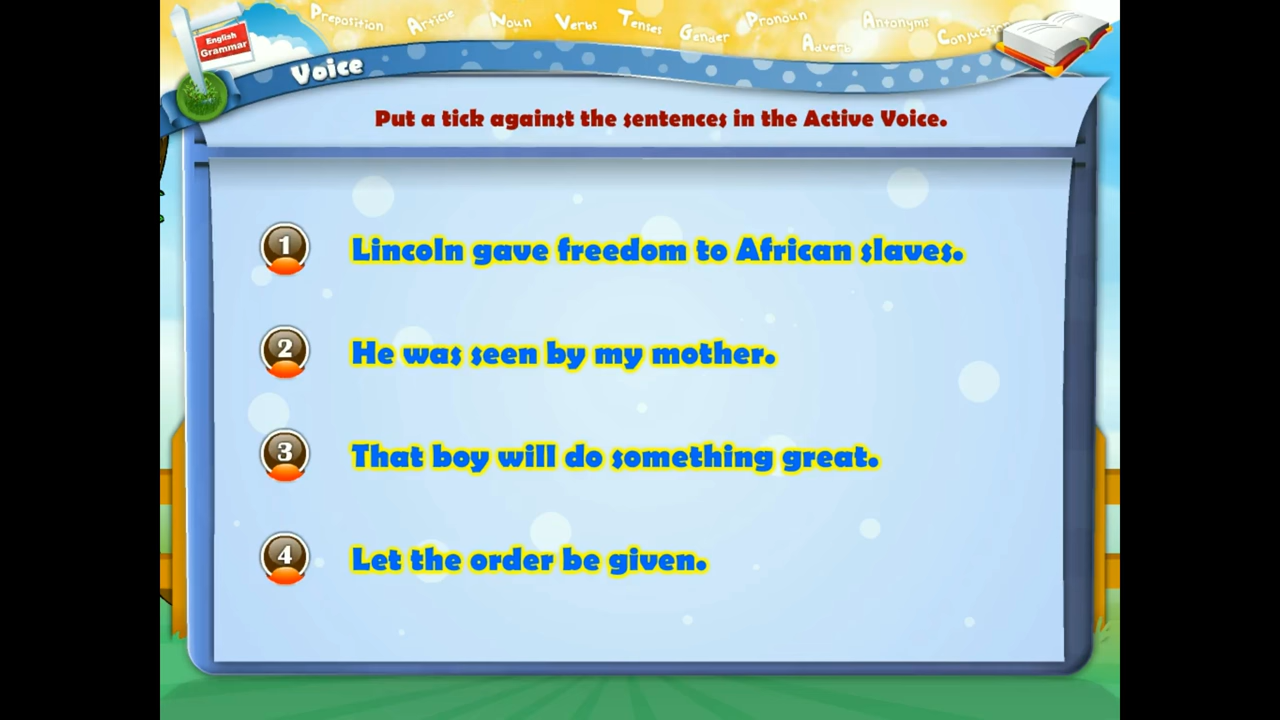 Preposition Article Noun Verbs Tenses Gender Pronoun Adverb Antonyms Conjuction
English
Grammar
Voice
Put a tick against the sentences in the Active Voice.
1 Lincoln gave freedom to African slaves.
2 He was seen by my mother.
3 That boy will do something great.
4 Let the order be given.